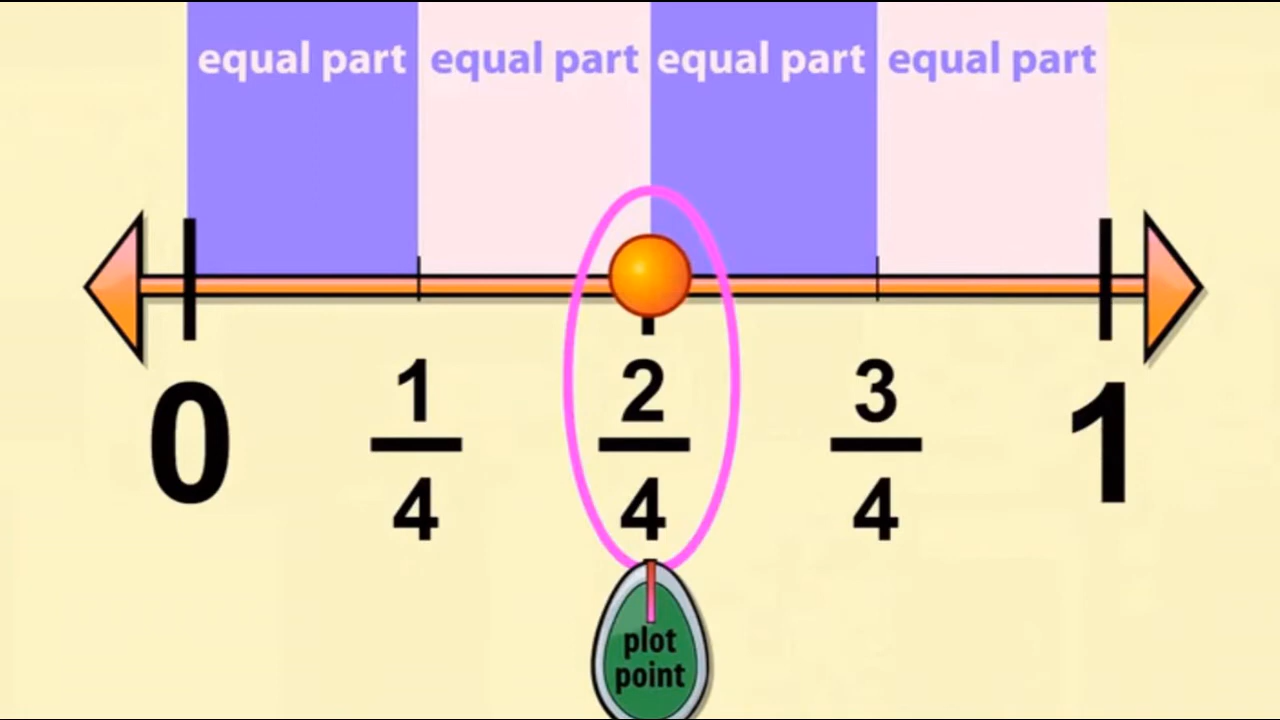 equal part equal part equal part equal part
0 1/4 2/4 3/4 1
plot
point